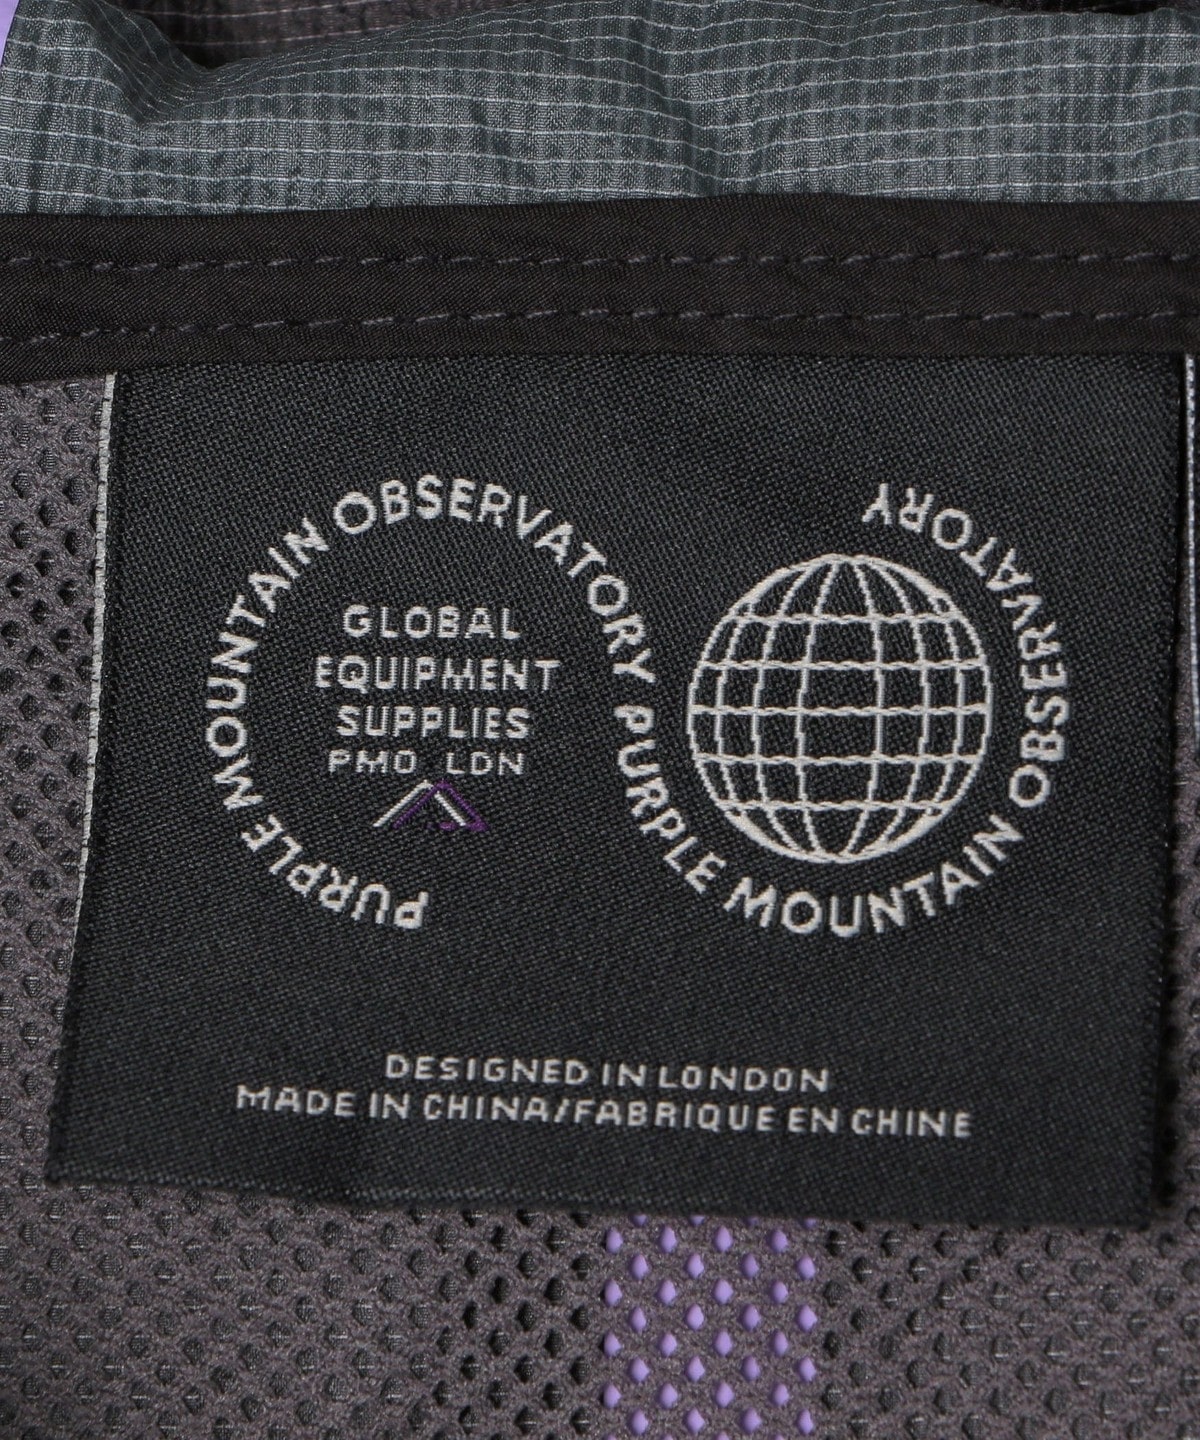 PURPLE MOUNTAIN OBSERVATORY PURPLE MOUNTAIN OBSERVATORY
GLOBAL
EQUIPMENT
SUPPLIES
PMO LDN
DESIGNED IN LONDON
MADE IN CHINA/FABRIQUE EN CHINE